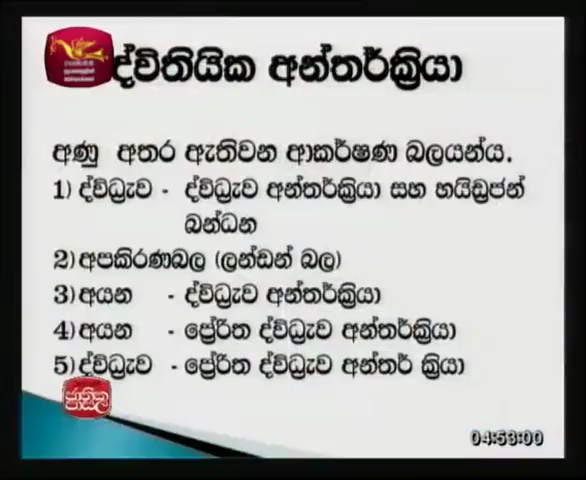 ද්විතියික අන්තර්ක්‍රියා
අණු අතර ඇතිවන ආකර්ෂණ බලයන්ය.
1) ද්විධ්‍රැව - ද්විධ්‍රැව අන්තර්ක්‍රියා සහ හයිඩ්‍රජන්
බන්ධන
2) අපකිරණබල (ලන්ඩන් බල)
3) අයන - ද්විධ්‍රැව අන්තර්ක්‍රියා
4) අයන - ප්‍රේරිත ද්විධ්‍රැව අන්තර්ක්‍රියා
5) ද්විධ්‍රැව - ප්‍රේරිත ද්විධ්‍රැව අන්තර් ක්‍රියා
ජාතික
පාසල
04:53:00